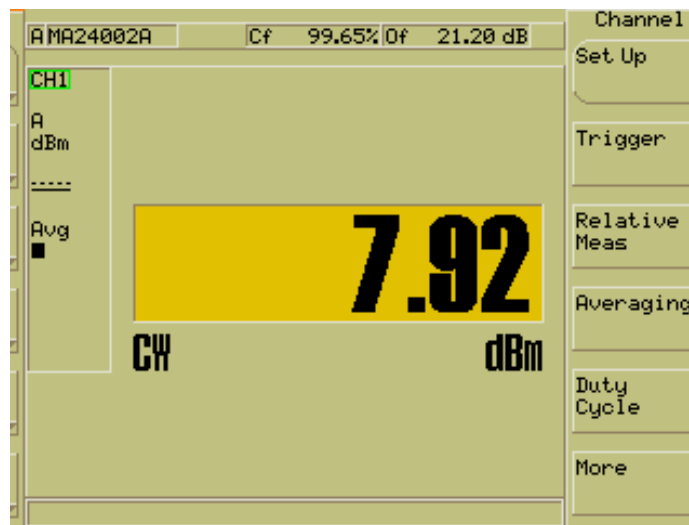 A MA24002A Cf 99.65% Of 21.20 dB
Channel
Set Up
CH1
A
dBm
-----
Avg
Trigger
Relative
Meas
7.92
CW dBm
Averaging
Duty
Cycle
More